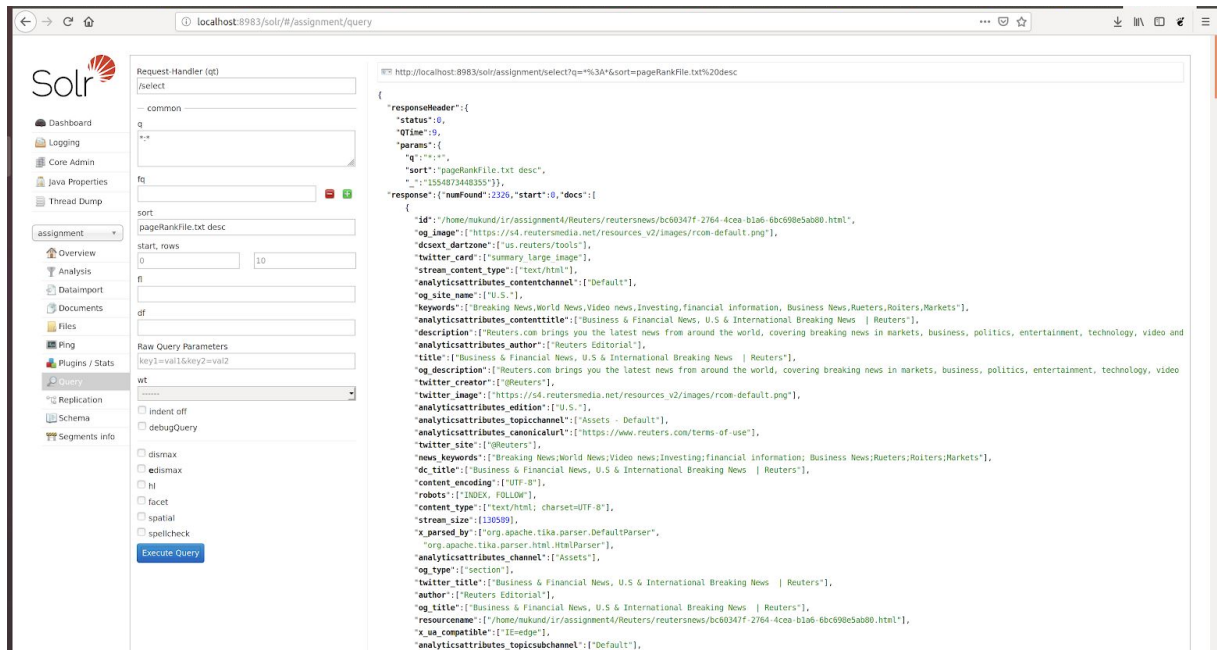 localhost:8983/solr/#/assignment/query
Solr
Dashboard
Logging
Core Admin
Java Properties
Thread Dump
assignment
Overview
Analysis
Dataimport
Documents
Files
Ping
Plugins / Stats
Query
Replication
Schema
Segments info
Request-Handler (qt)
/select
common
q
*:*
fq
sort
pageRankFile.txt desc
start, rows
0 10
fl
df
Raw Query Parameters
key1=val1&key2=val2
wt
------
indent off
debugQuery
dismax
edismax
hl
facet
spatial
spellcheck
Execute Query
http://localhost:8983/solr/assignment/select?q=*%3A*&sort=pageRankFile.txt%20desc
{
"responseHeader":{
"status":0,
"QTime":9,
"params":{
"q":"*:*",
"sort":"pageRankFile.txt desc",
"_":"1554873448355"}},
"response":{"numFound":2326,"start":0,"docs":[
{
"id":"/home/mukund/ir/assignment4/Reuters/reutersnews/bc60347f-2764-4cea-b1a6-6bc698e5ab80.html",
"og_image":["https://s4.reutersmedia.net/resources_v2/images/rcom-default.png"],
"dcsext_dartzone":["us.reuters/tools"],
"twitter_card":["summary_large_image"],
"stream_content_type":["text/html"],
"analyticsattributes_contentchannel":["Default"],
"og_site_name":["U.S."],
"keywords":["Breaking News,World News,Video news,Investing,financial information, Business News,Rueters,Roiters,Markets"],
"analyticsattributes_contenttitle":["Business & Financial News, U.S & International Breaking News | Reuters"],
"description":["Reuters.com brings you the latest news from around the world, covering breaking news in markets, business, politics, entertainment, technology, video and
"analyticsattributes_author":["Reuters Editorial"],
"title":["Business & Financial News, U.S & International Breaking News | Reuters"],
"og_description":["Reuters.com brings you the latest news from around the world, covering breaking news in markets, business, politics, entertainment, technology, video
"twitter_creator":["@Reuters"],
"twitter_image":["https://s4.reutersmedia.net/resources_v2/images/rcom-default.png"],
"analyticsattributes_edition":["U.S."],
"analyticsattributes_topicchannel":["Assets - Default"],
"analyticsattributes_canonicalurl":["https://www.reuters.com/terms-of-use"],
"twitter_site":["@Reuters"],
"news_keywords":["Breaking News;World News;Video news;Investing;financial information; Business News;Rueters;Roiters;Markets"],
"dc_title":["Business & Financial News, U.S & International Breaking News | Reuters"],
"content_encoding":["UTF-8"],
"robots":["INDEX, FOLLOW"],
"content_type":["text/html; charset=UTF-8"],
"stream_size":[130589],
"x_parsed_by":["org.apache.tika.parser.DefaultParser",
"org.apache.tika.parser.html.HtmlParser"],
"analyticsattributes_channel":["Assets"],
"og_type":["section"],
"twitter_title":["Business & Financial News, U.S & International Breaking News | Reuters"],
"author":["Reuters Editorial"],
"og_title":["Business & Financial News, U.S & International Breaking News | Reuters"],
"resourcename":["/home/mukund/ir/assignment4/Reuters/reutersnews/bc60347f-2764-4cea-b1a6-6bc698e5ab80.html"],
"x_ua_compatible":["IE=edge"],
"analyticsattributes_topicsubchannel":["Default"],